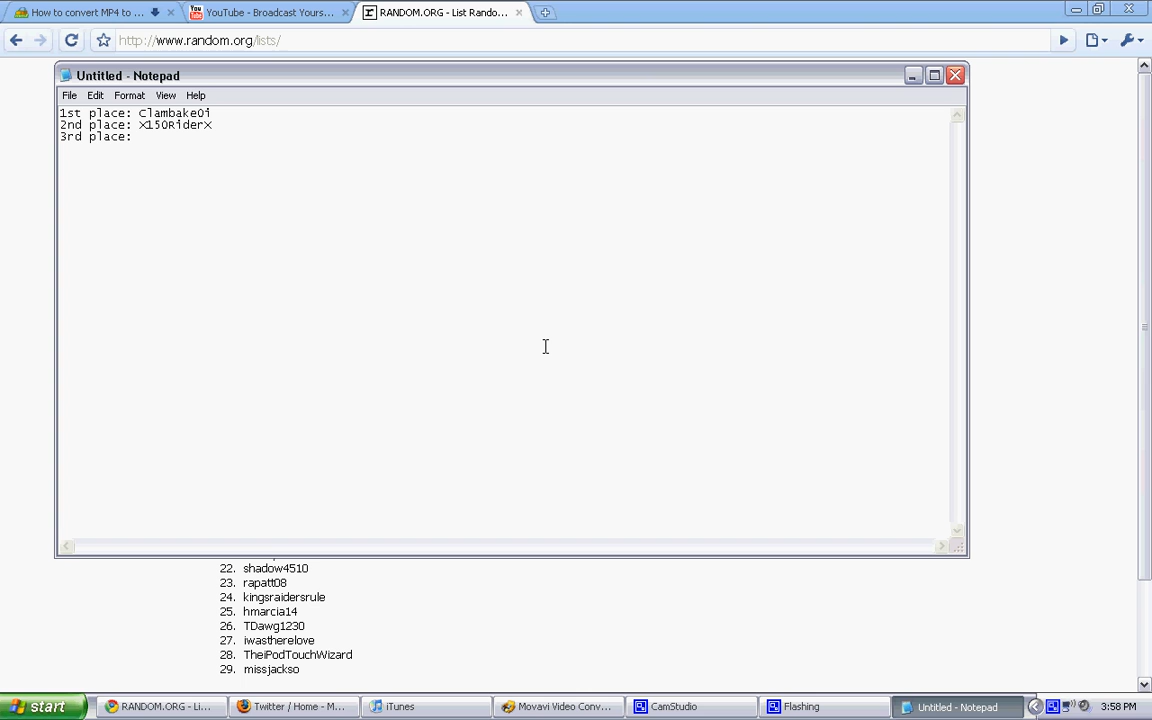 How to convert MP4 to ...
YouTube - Broadcast Yours...
RANDOM.ORG - List Rando...
http://www.random.org/lists/
Untitled - Notepad
File Edit Format View Help
1st place: Clambake0i
2nd place: X150RiderX
3rd place:
22. shadow4510
23. rapatt08
24. kingsraidersrule
25. hmarcia14
26. TDawg1230
27. iwastherelove
28. TheiPodTouchWizard
29. missjackso
start
RANDOM.ORG - Li...
Twitter / Home - M...
iTunes
Movavi Video Conv...
CamStudio
Flashing
Untitled - Notepad
3:58 PM